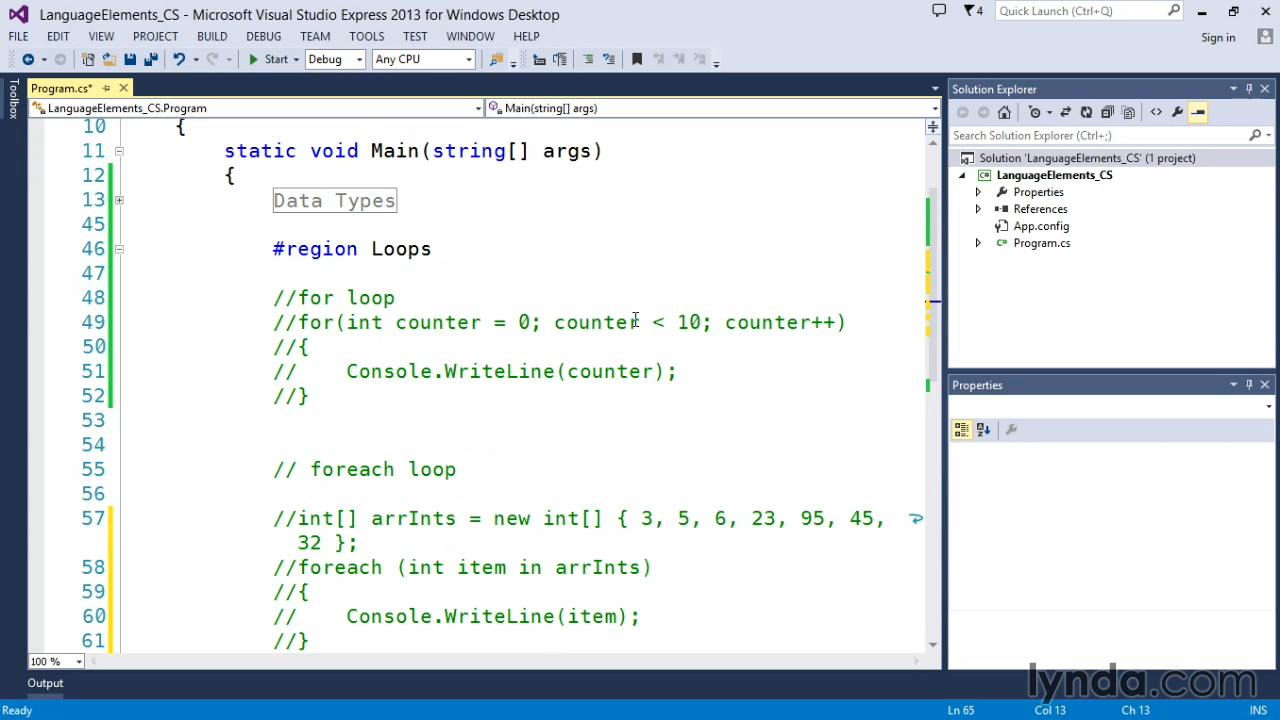 LanguageElements_CS - Microsoft Visual Studio Express 2013 for Windows Desktop
4
Quick Launch (Ctrl+Q)
FILE EDIT VIEW PROJECT BUILD DEBUG TEAM TOOLS TEST WINDOW HELP
Sign in
Start Debug Any CPU
Toolbox
Program.cs*
LanguageElements_CS.Program
Main(string[] args)
10 {
11 static void Main(string[] args)
12 {
13 Data Types
45
46 #region Loops
47
48 //for loop
49 //for(int counter = 0; counter < 10; counter++)
50 //{
51 // Console.WriteLine(counter);
52 //}
53
54
55 // foreach loop
56
57 //int[] arrInts = new int[] { 3, 5, 6, 23, 95, 45,
32 };
58 //foreach (int item in arrInts)
59 //{
60 // Console.WriteLine(item);
61 //}
100 %
Solution Explorer
Search Solution Explorer (Ctrl+;)
Solution 'LanguageElements_CS' (1 project)
LanguageElements_CS
Properties
References
App.config
Program.cs
Properties
Output
lynda.com
Ready
Ln 65 Col 13 Ch 13 INS